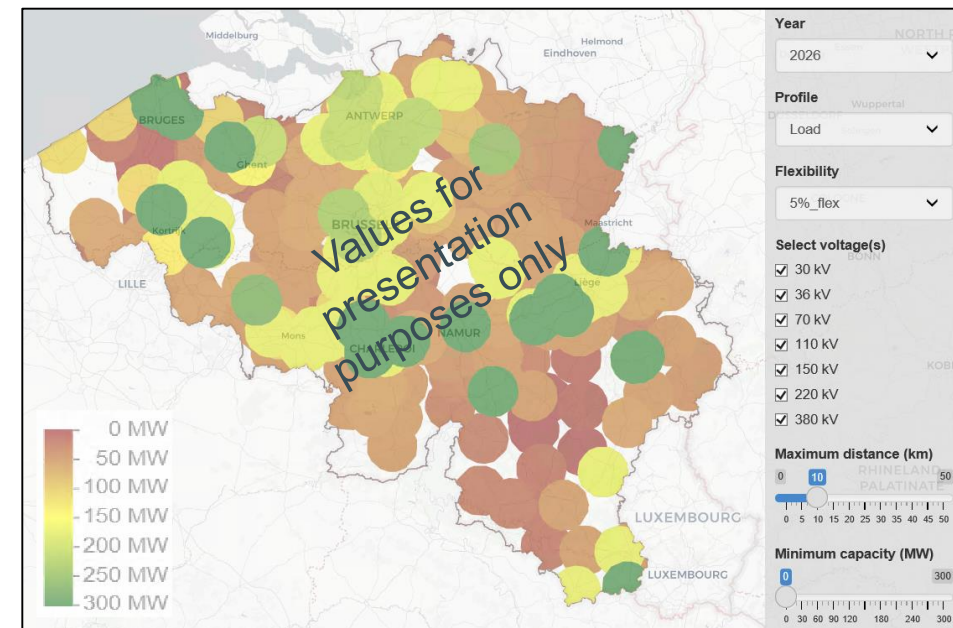 Middelburg
Helmond
Eindhoven
BRUGES
ANTWERP
Ghent
BRUSSEL
Kortrijk
LILLE
Maastricht
Liège
Mons
CHARLEROI
NAMUR
LUXEMBOURG
LUXEMBOURG
Values for
presentation
purposes only
0 MW
50 MW
100 MW
150 MW
200 MW
250 MW
300 MW
Year
NORTH
2026
Profile
Wuppertal
Load
Flexibility
5%_flex
Select voltage(s)
BONN
30 kV
36 kV
70 kV
110 kV
150 kV
KOB
220 kV
380 kV
Maximum distance (km)
RHINELAND
PALATINATE
0 10 50
0 5 10 15 20 25 30 35 40 45 50
Minimum capacity (MW)
0 300
0 30 60 90 120 180 240 300